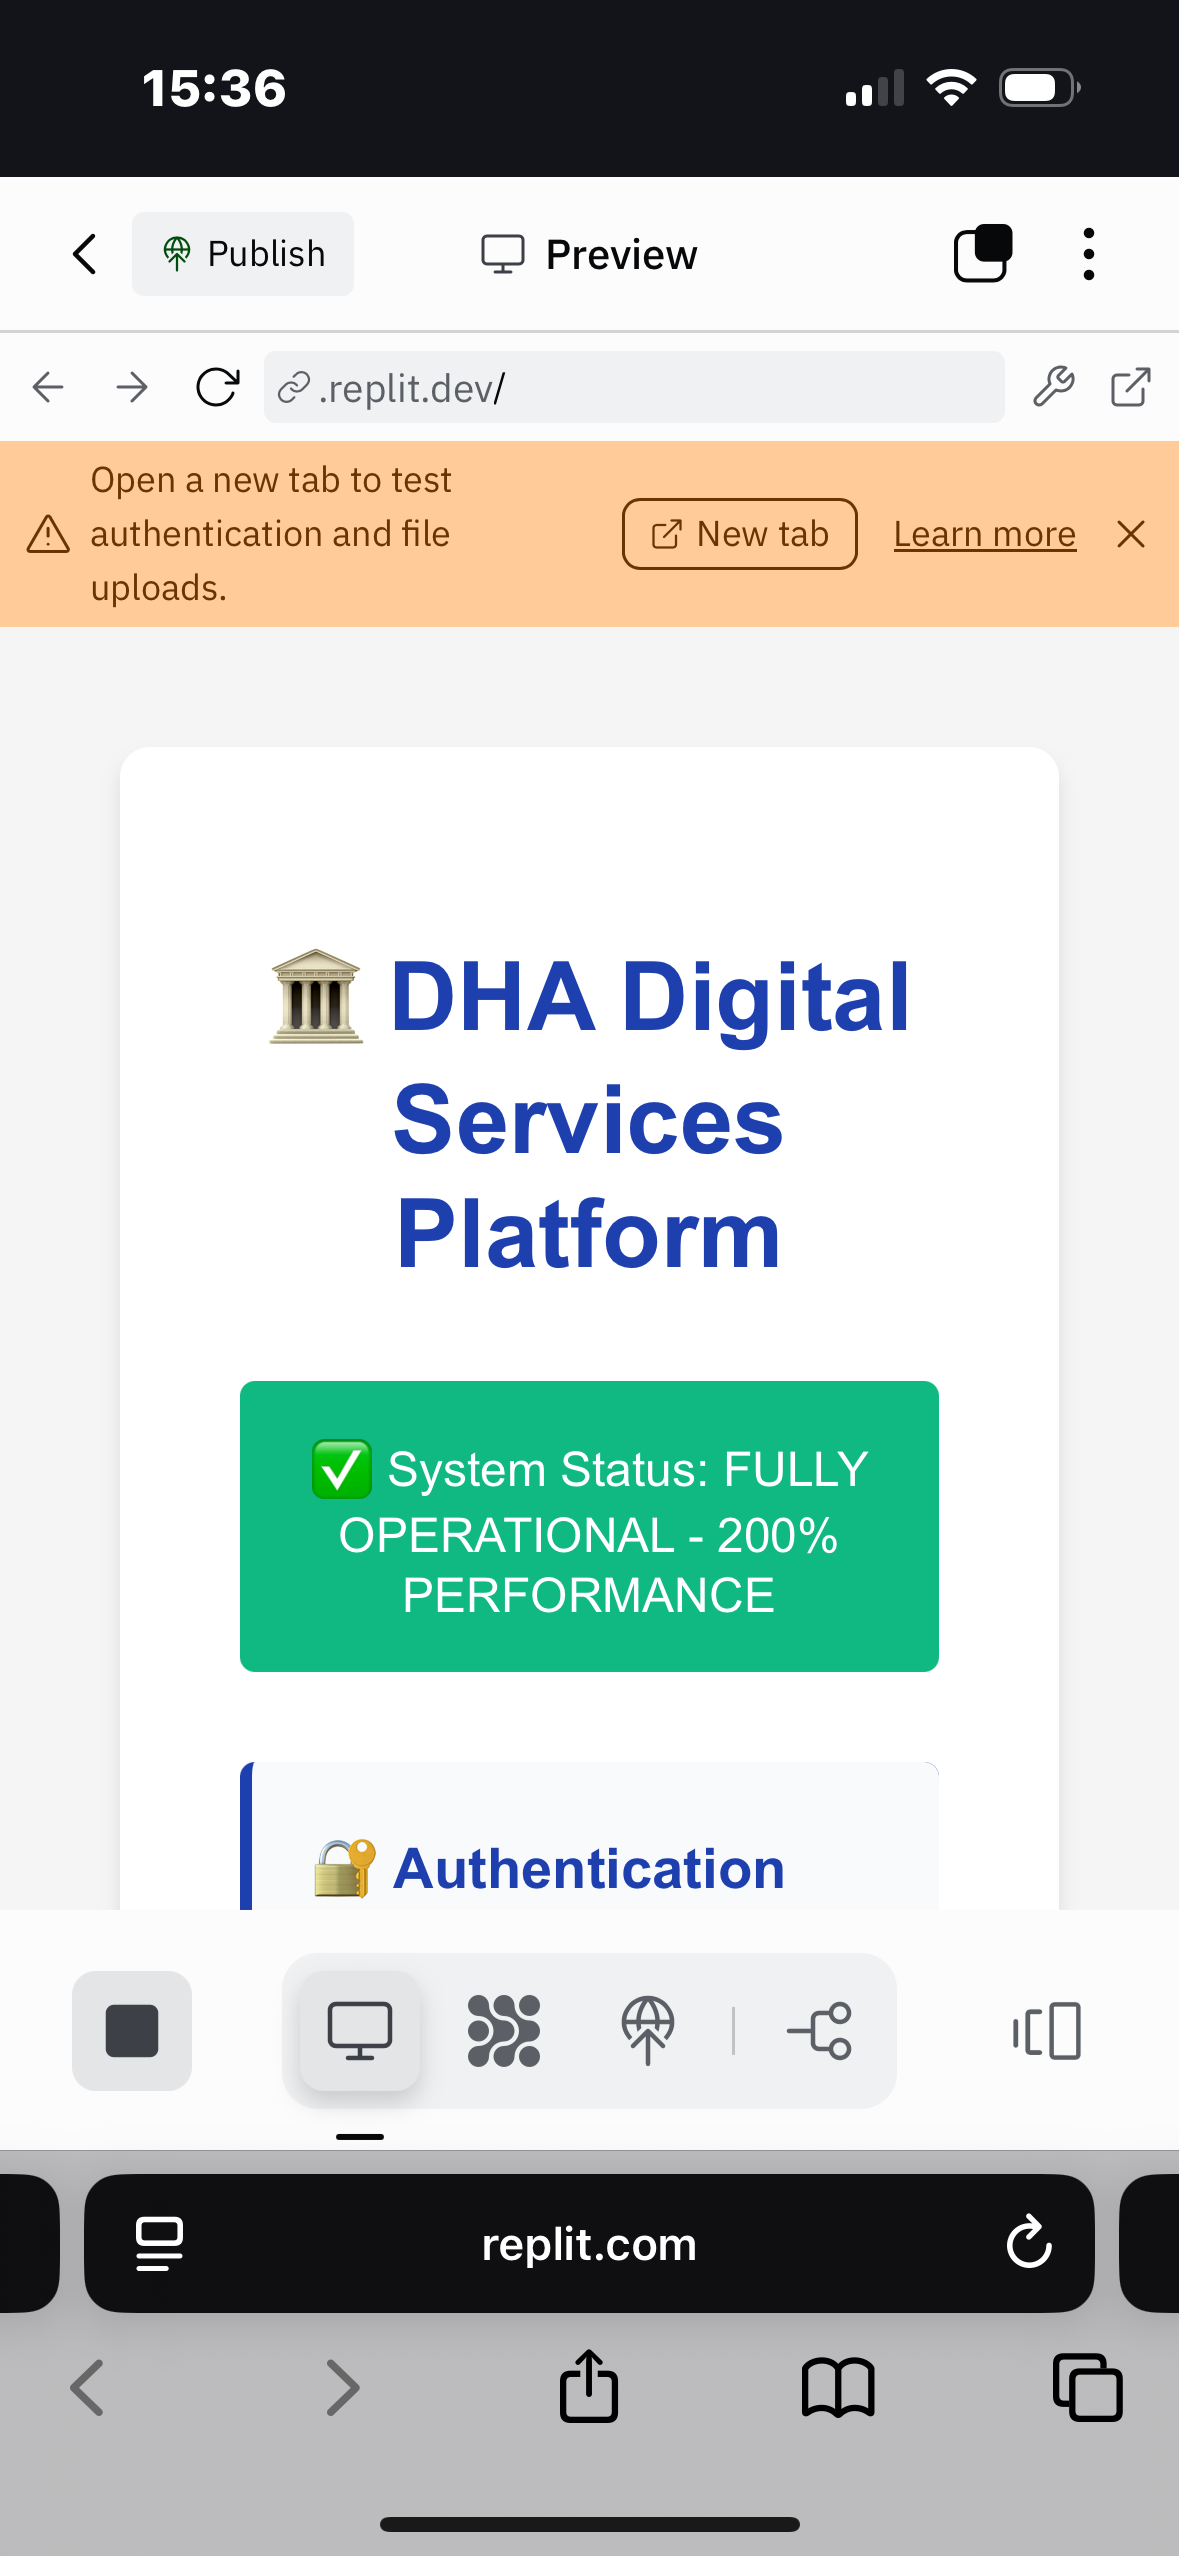 15:36
Publish
Preview
.replit.dev/
Open a new tab to test
authentication and file
uploads.
New tab
Learn more
DHA Digital
Services
Platform
System Status: FULLY
OPERATIONAL - 200%
PERFORMANCE
Authentication
replit.com